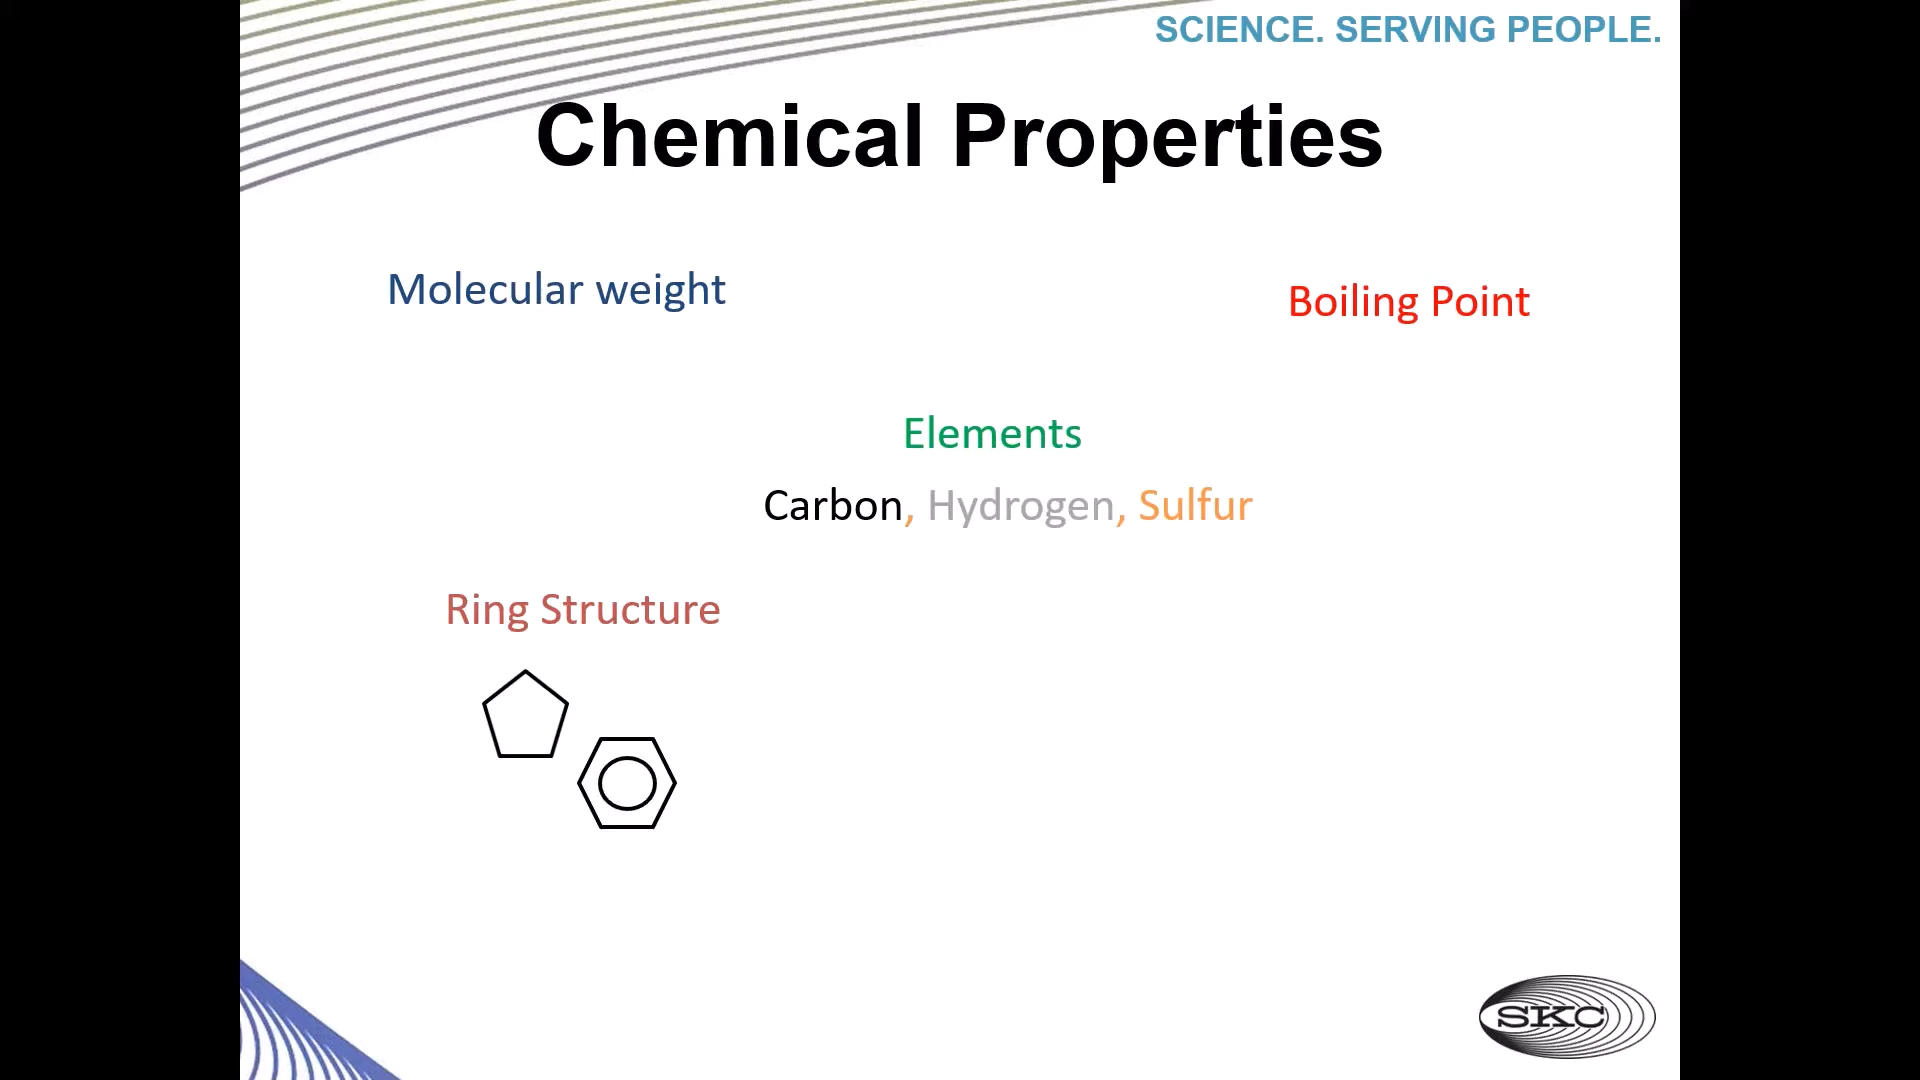 SCIENCE. SERVING PEOPLE.
Chemical Properties
Molecular weight
Boiling Point
Elements
Carbon, Hydrogen, Sulfur
Ring Structure
SKC